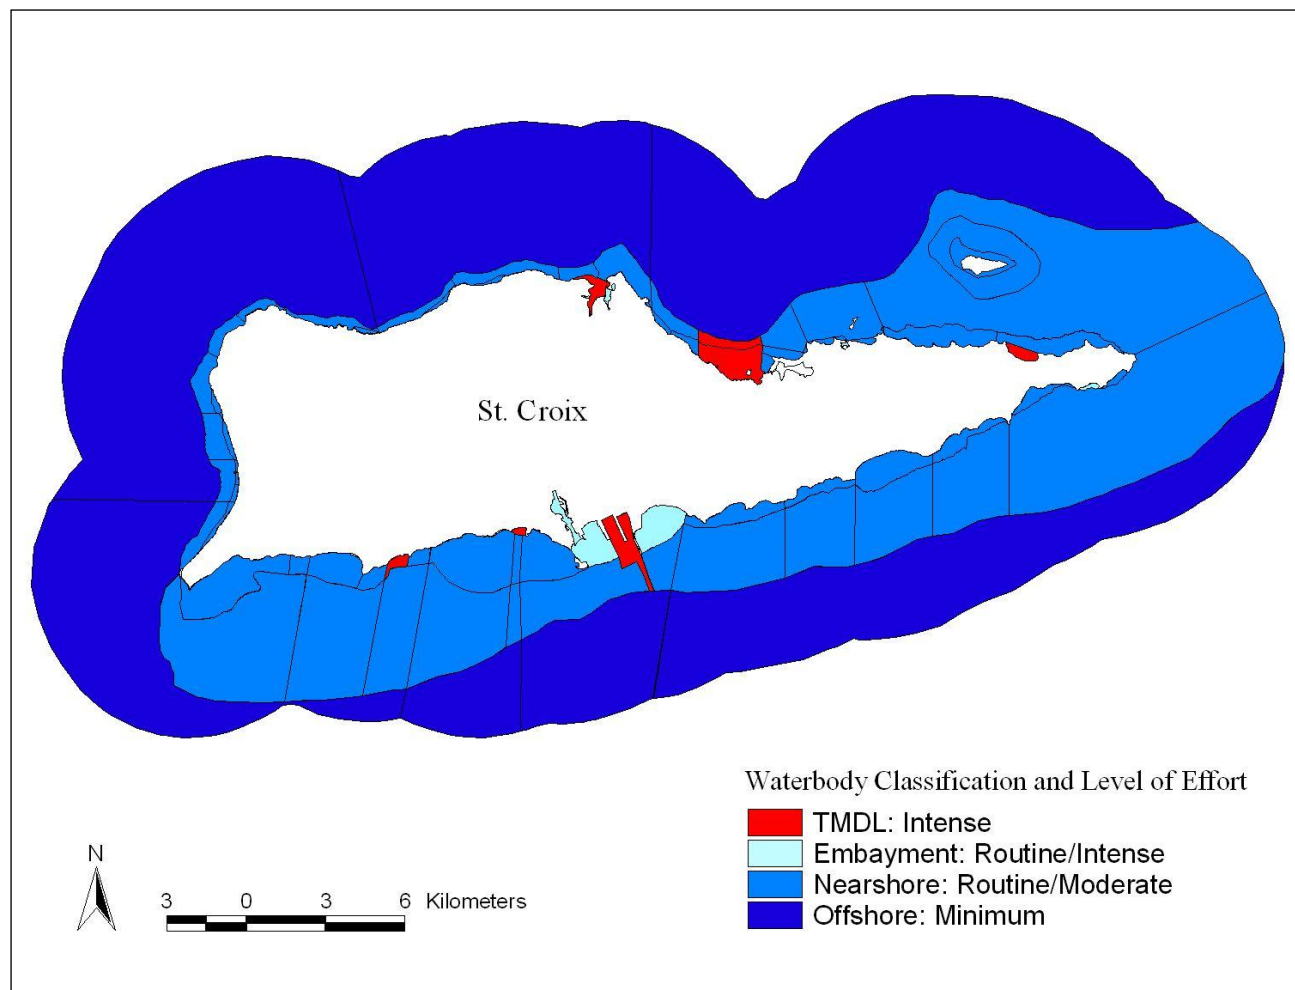 St. Croix
Waterbody Classification and Level of Effort
TMDL: Intense
Embayment: Routine/Intense
Nearshore: Routine/Moderate
Offshore: Minimum
N
3 0 3 6 Kilometers